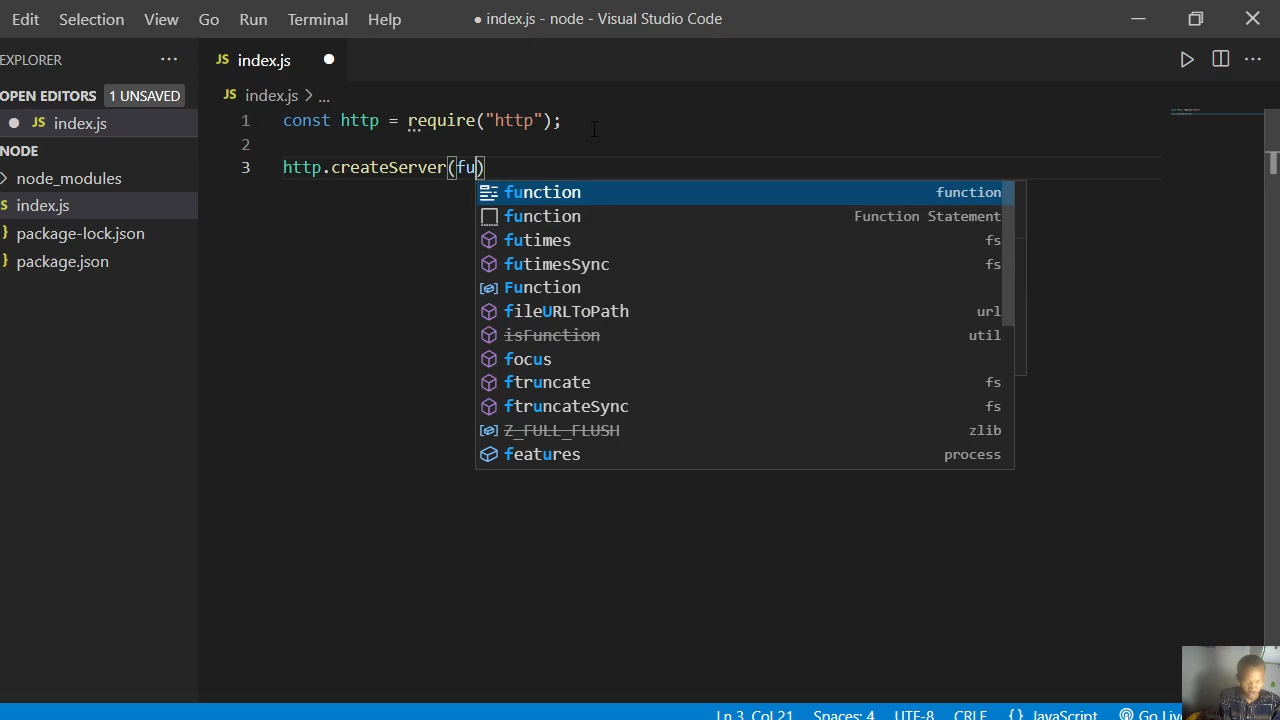 Edit Selection View Go Run Terminal Help ● index.js - node - Visual Studio Code
EXPLORER ···
JS index.js
OPEN EDITORS 1 UNSAVED
JS index.js > ...
JS index.js
NODE
node_modules
index.js
package-lock.json
package.json
1 const http = require("http");
2
3 http.createServer(fu)
function function
function Function Statement
futimes fs
futimesSync fs
Function
fileURLToPath url
isFunction util
focus
ftruncate fs
ftruncateSync fs
Z_FULL_FLUSH zlib
features process
Ln 3, Col 21 Spaces: 4 UTF-8 CRLF {} JavaScript Go Liv